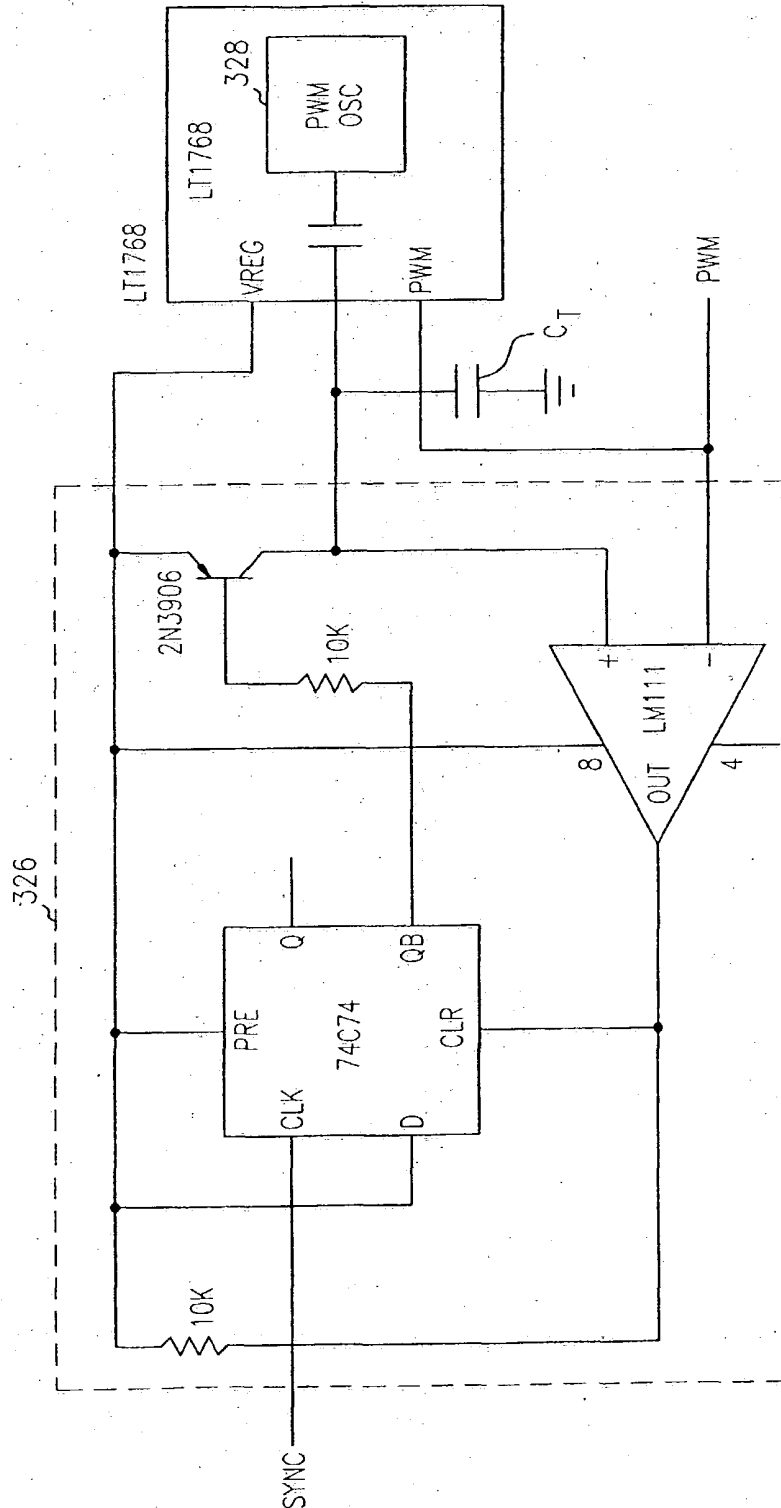 326
LT1768
LT1768
328
PWM
OSC
VREG
PWM
2N3906
10K
10K
PRE
Q
CLK
74C74
D
QB
CLR
SYNC
8
+
OUT
LM111
-
4
C_T
PWM